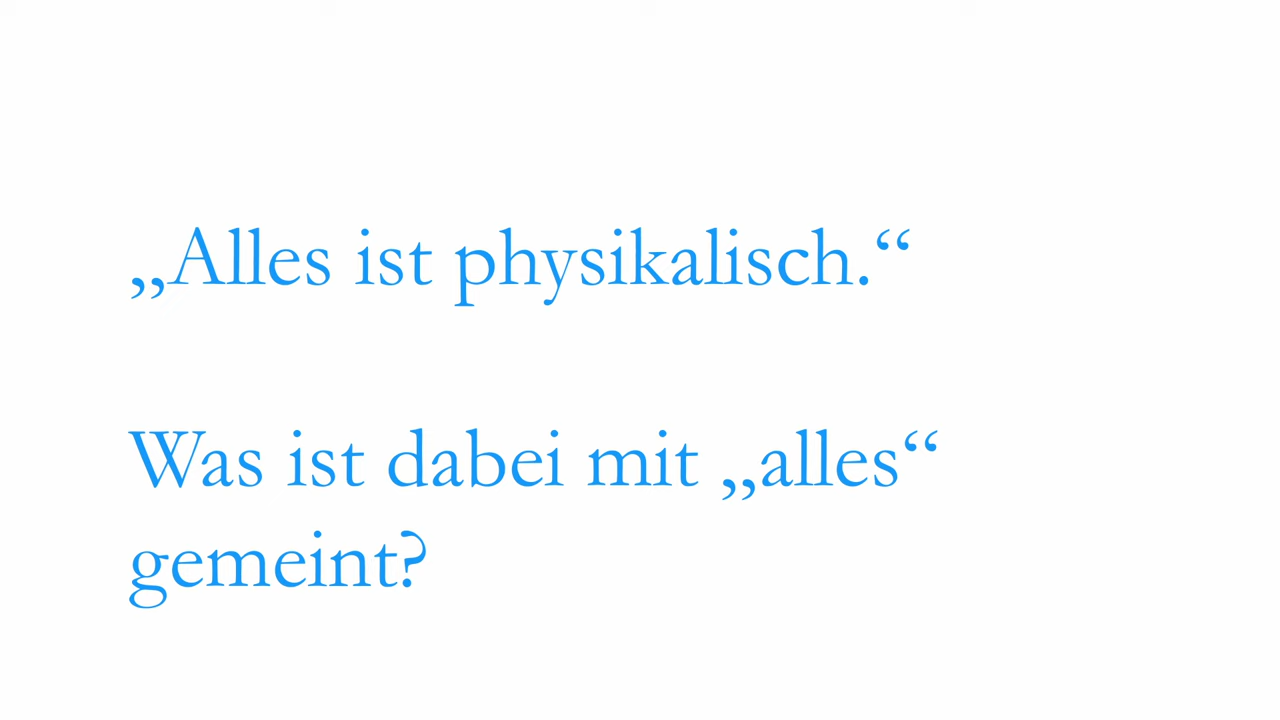 „Alles ist physikalisch.“
Was ist dabei mit „alles“
gemeint?